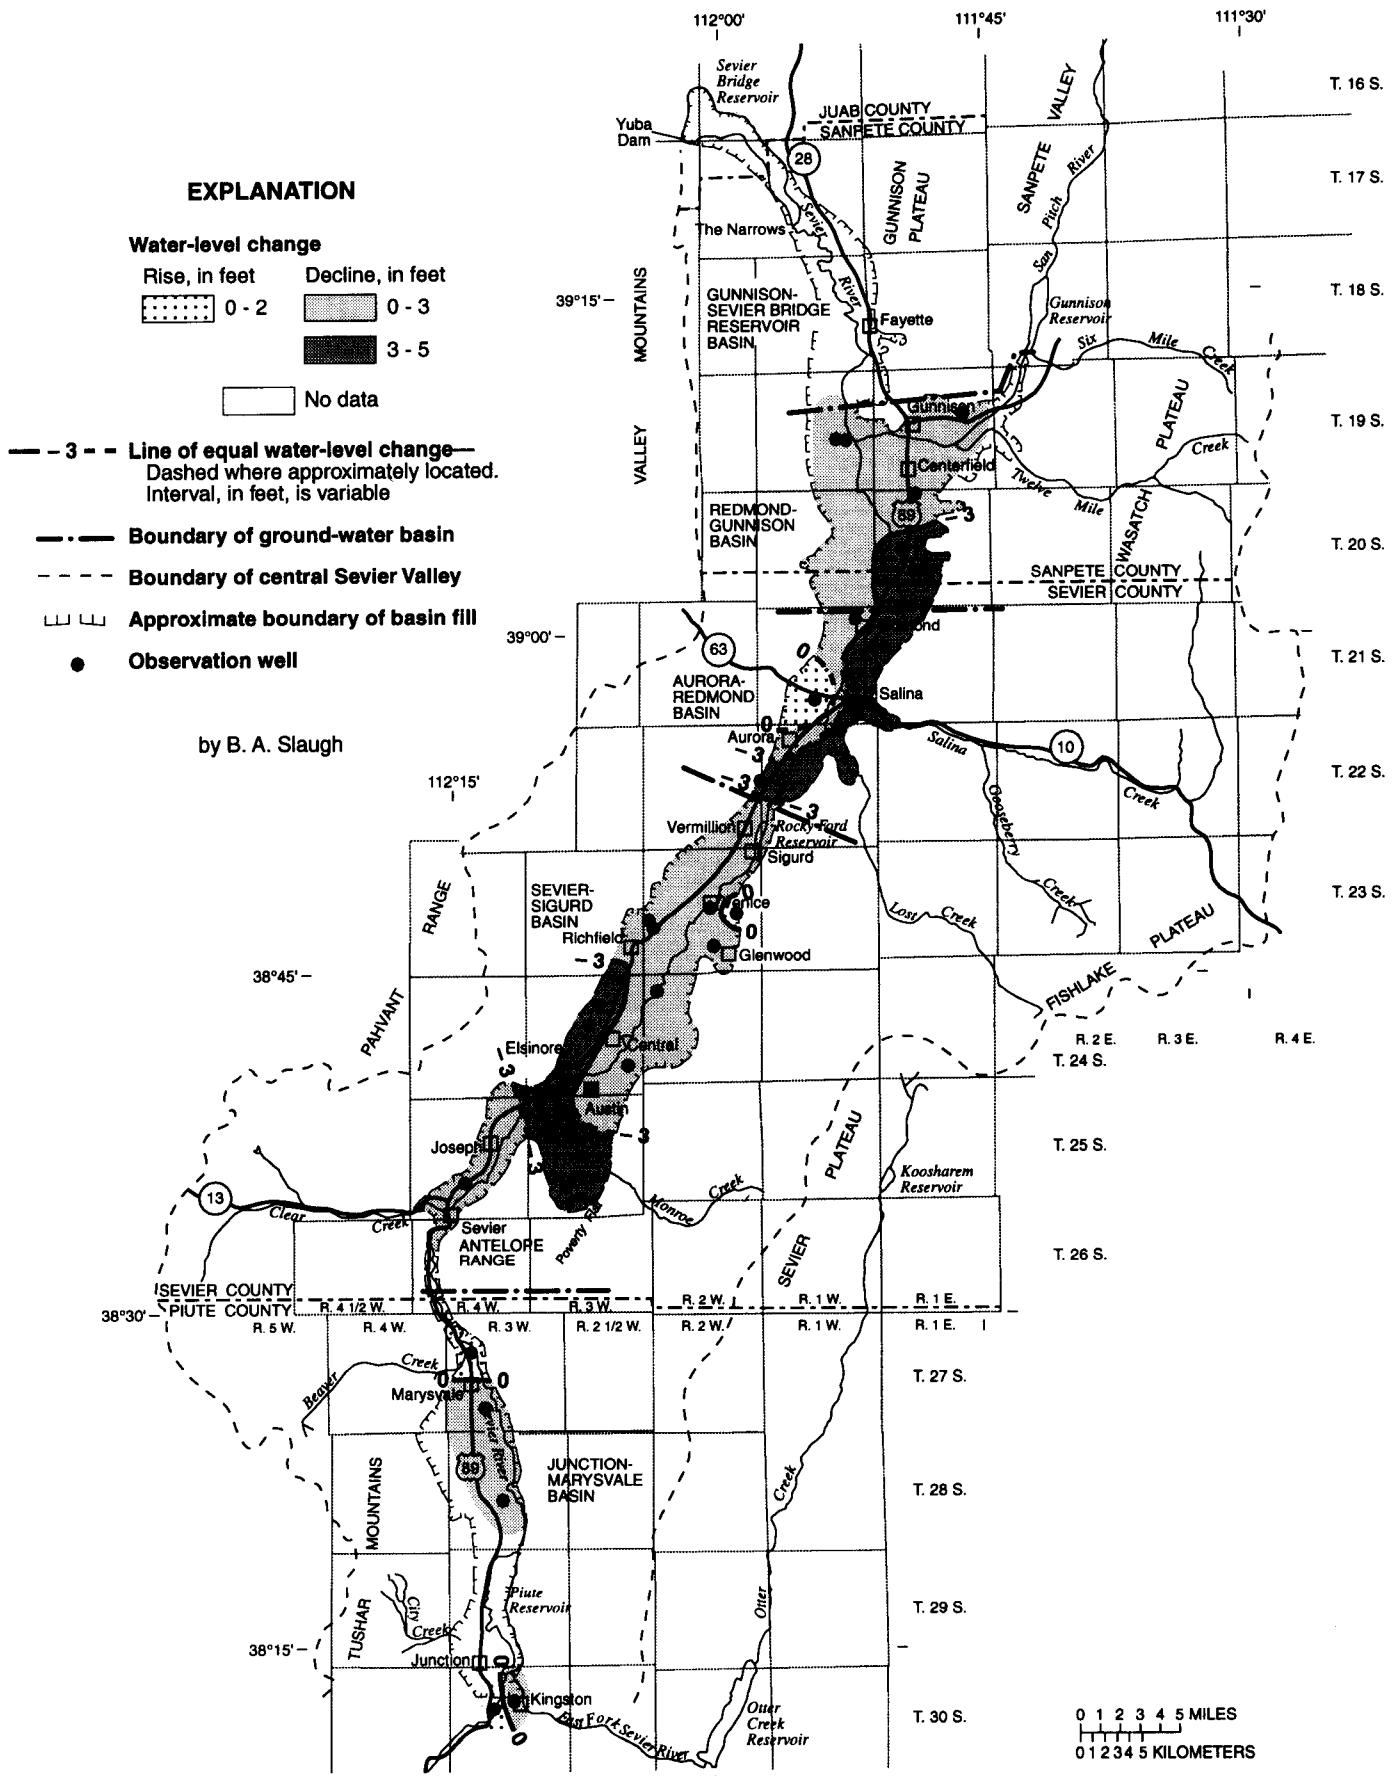 112°00'
111°45'
111°30'
Sevier
Bridge
Reservoir
T. 16 S.
JUAB COUNTY
SANPETE COUNTY
Yuba
Dam
28
SANPETE VALLEY
San Pitch River
T. 17 S.
GUNNISON
PLATEAU
The Narrows
Sevier River
EXPLANATION
Water-level change
Rise, in feet
Decline, in feet
0 - 2
0 - 3
3 - 5
No data
— – 3 – – Line of equal water-level change—
Dashed where approximately located.
Interval, in feet, is variable
Boundary of ground-water basin
Boundary of central Sevier Valley
Approximate boundary of basin fill
Observation well
by B. A. Slaugh
39°15'
VALLEY MOUNTAINS
GUNNISON-
SEVIER BRIDGE
RESERVOIR
BASIN
Fayette
Gunnison
Reservoir
T. 18 S.
Six Mile Creek
Gunnison
T. 19 S.
WASATCH PLATEAU
Creek
Centerfield
Twelve
Mile
REDMOND-
GUNNISON
BASIN
89
–3
T. 20 S.
SANPETE COUNTY
SEVIER COUNTY
39°00'
63
0
T. 21 S.
AURORA-
REDMOND
BASIN
Salina
0
Aurora
–3
Salina
10
Creek
T. 22 S.
112°15'
–3
–3
Vermillion
Rocky Ford
Reservoir
Sigurd
Gooseberry
Creek
T. 23 S.
SEVIER-
SIGURD
BASIN
0
Venice
0
Richfield
Glenwood
–3
Lost Creek
FISHLAKE PLATEAU
38°45'
PAHVANT RANGE
R. 2 E.
R. 3 E.
R. 4 E.
T. 24 S.
Elsinore
Central
–3
Austin
–3
Joseph
–3
SEVIER PLATEAU
T. 25 S.
Koosharem
Reservoir
13
Clear
Creek
Sevier
Monroe
Creek
Poverty Flat
ANTELOPE
RANGE
T. 26 S.
SEVIER COUNTY
PIUTE COUNTY
38°30'
R. 4 1/2 W.
R. 4 W.
R. 3 W.
R. 2 W.
R. 1 W.
R. 1 E.
R. 5 W.
R. 4 W.
R. 3 W.
R. 2 1/2 W.
R. 2 W.
R. 1 W.
R. 1 E.
Beaver
Creek
0
0
Marysvale
T. 27 S.
River
89
JUNCTION-
MARYSVALE
BASIN
T. 28 S.
TUSHAR MOUNTAINS
Otter Creek
City
Creek
Piute
Reservoir
T. 29 S.
38°15'
Junction
0
Kingston
0
East Fork Sevier River
Otter
Creek
Reservoir
T. 30 S.
0 1 2 3 4 5 MILES
0 1 2 3 4 5 KILOMETERS